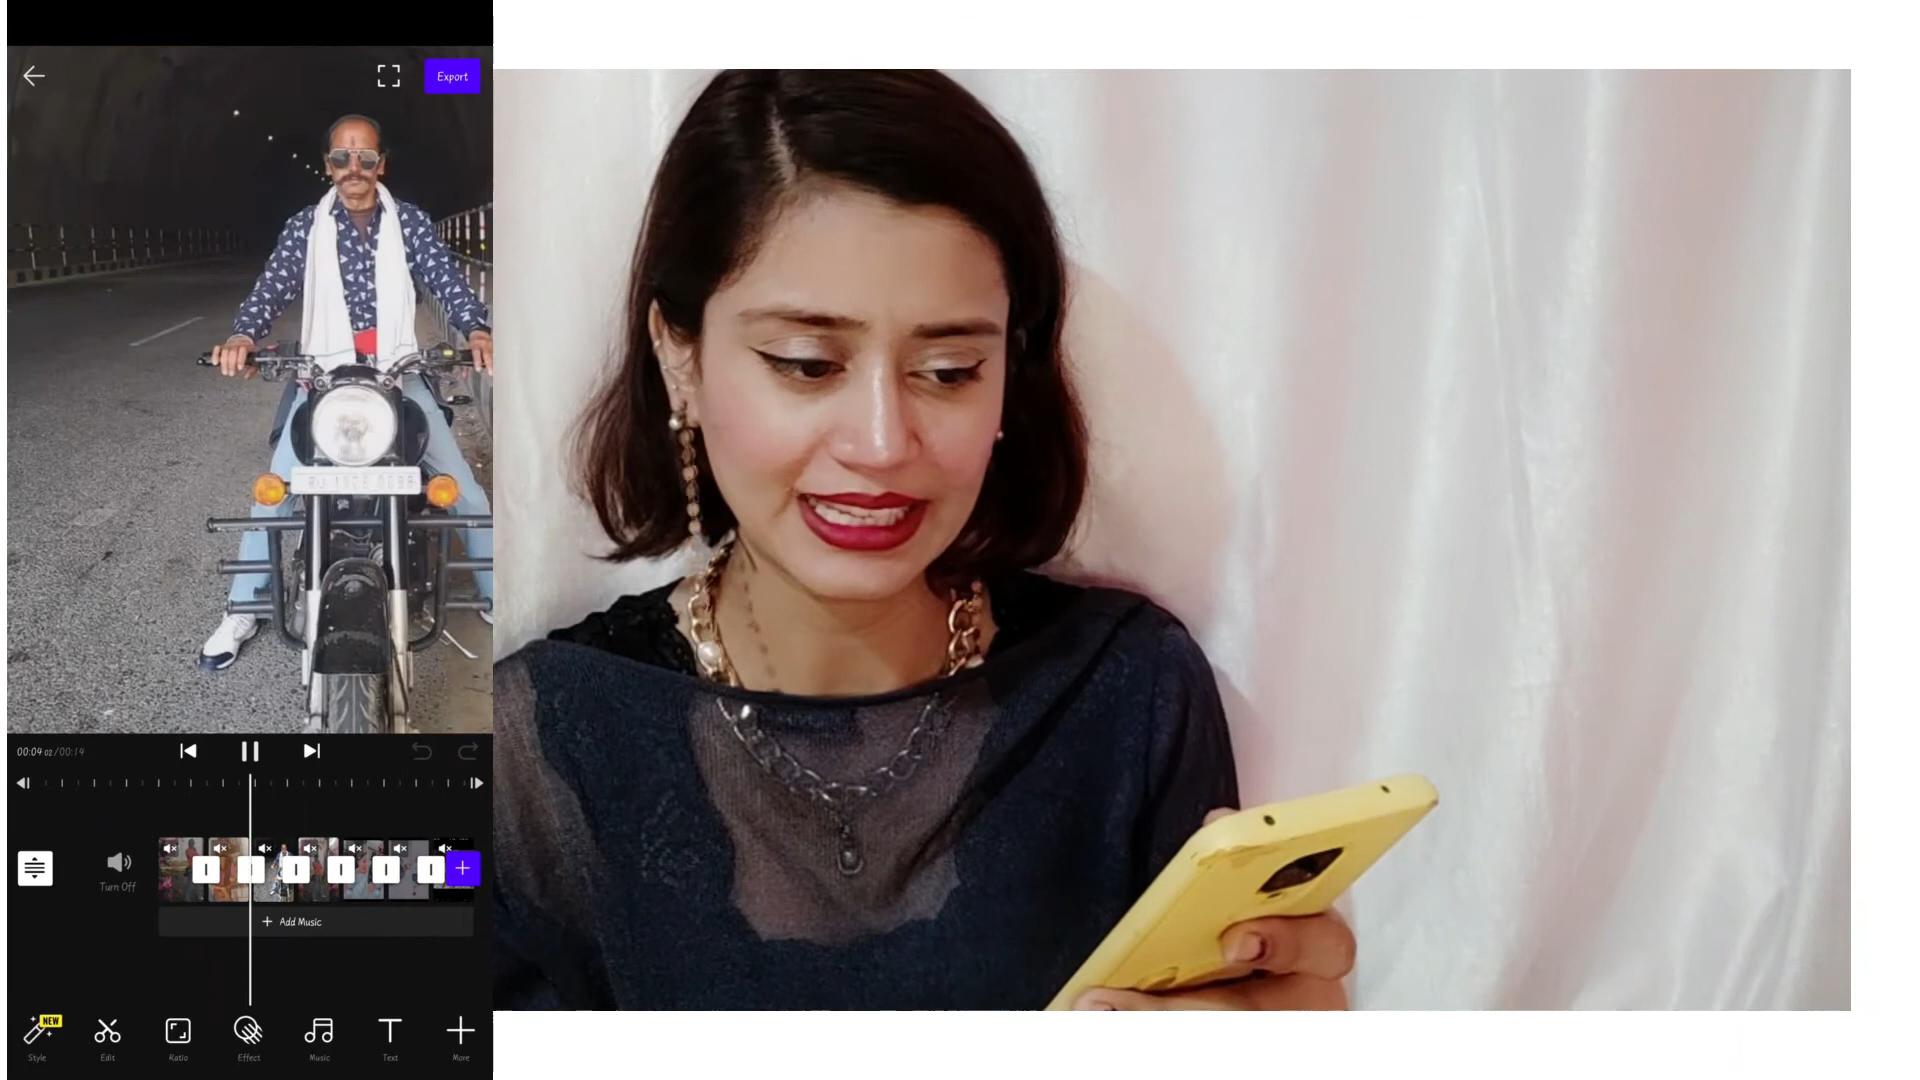 Export
00:04 02/00:14
Turn Off
+ Add Music
NEW
Style
Edit
Ratio
Effect
Music
Text
More